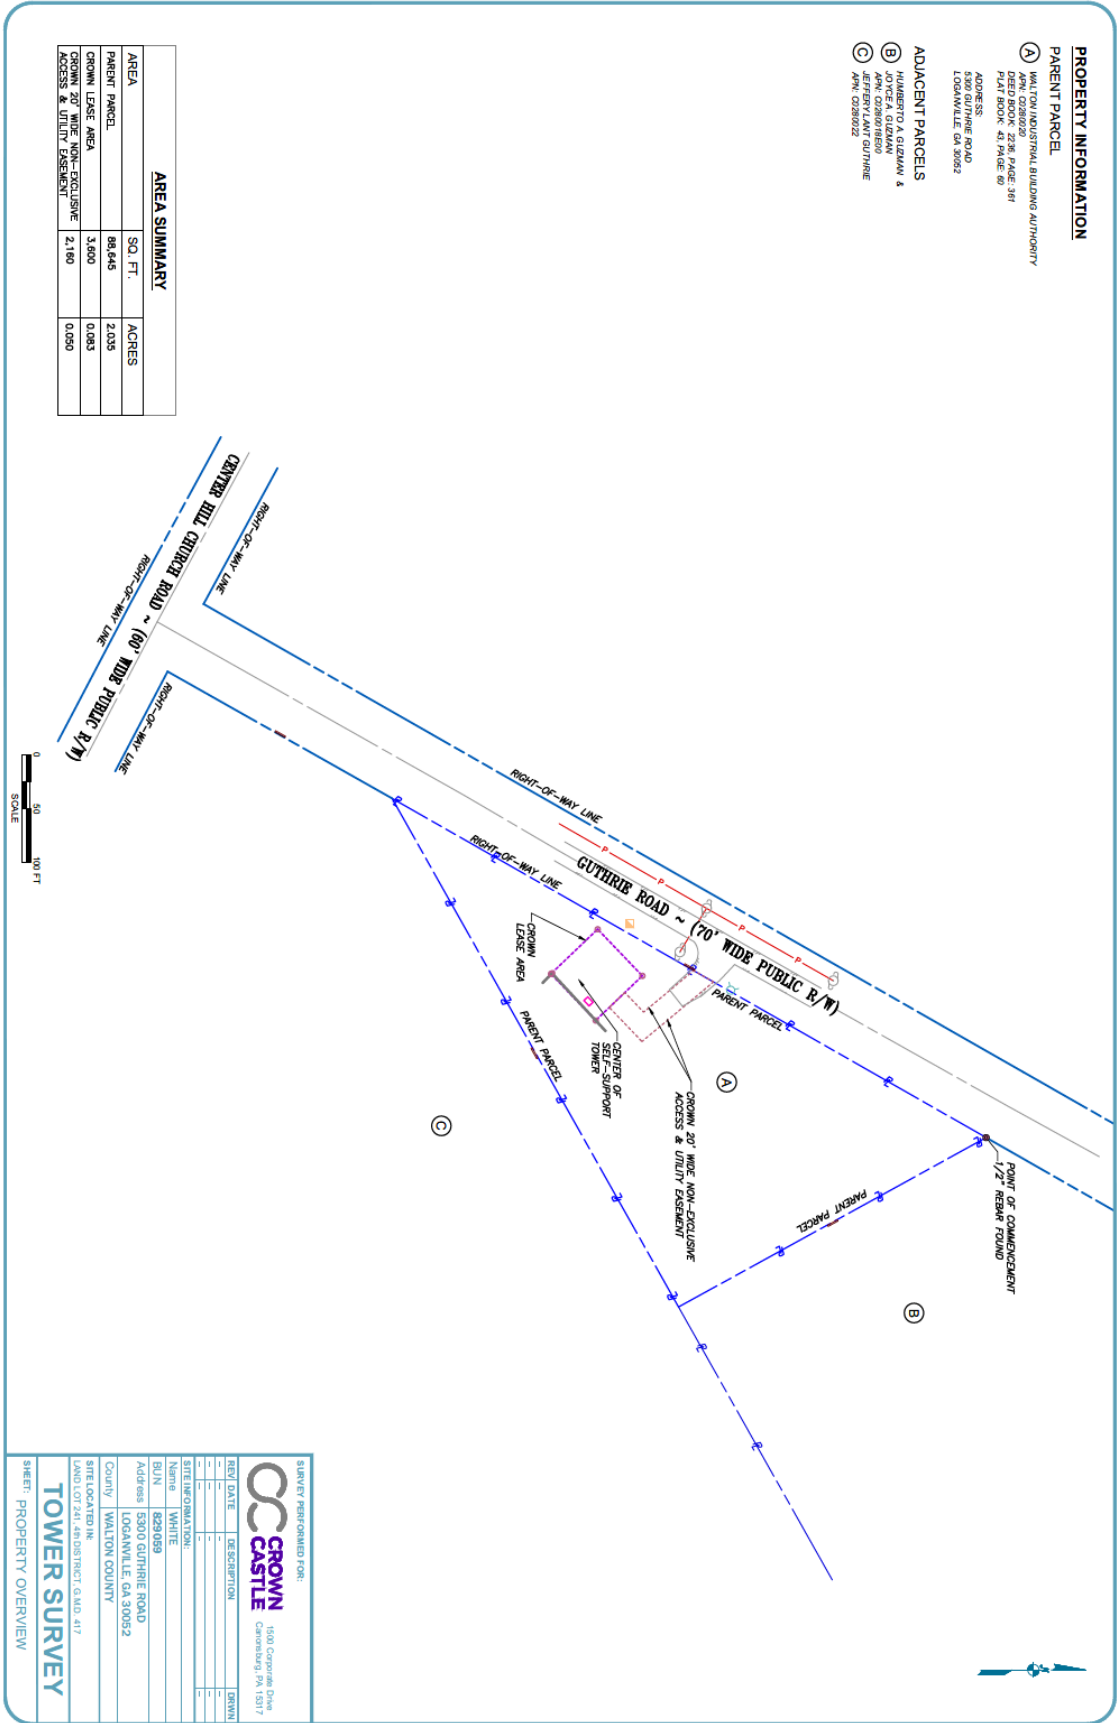 PROPERTY INFORMATION
PARENT PARCEL
A
WALTON INDUSTRIAL BUILDING AUTHORITY
APN: C0280020
DEED BOOK: 2236, PAGE: 361
PLAT BOOK: 43, PAGE: 60
ADDRESS:
5300 GUTHRIE ROAD
LOGANVILLE, GA 30052
ADJACENT PARCELS
B
HUMBERTO A. GUZMAN &
JOYCE A. GUZMAN
APN: C0280018E00
C
JEFFERY LANT GUTHRIE
APN: C0280022
AREA SUMMARY
AREA SQ. FT. ACRES
PARENT PARCEL 88,645 2.035
CROWN LEASE AREA 3,600 0.083
CROWN 20' WIDE NON-EXCLUSIVE
ACCESS & UTILITY EASEMENT 2,160 0.050
CENTER HILL CHURCH ROAD ~ (60' WIDE PUBLIC R/W)
RIGHT-OF-WAY LINE
RIGHT-OF-WAY LINE
RIGHT-OF-WAY LINE
RIGHT-OF-WAY LINE
RIGHT-OF-WAY LINE
GUTHRIE ROAD ~ (70' WIDE PUBLIC R/W)
P
P
P
P
PARENT PARCEL
PARENT PARCEL
PARENT PARCEL
CROWN
LEASE AREA
CENTER OF
SELF-SUPPORT
TOWER
CROWN 20' WIDE NON-EXCLUSIVE
ACCESS & UTILITY EASEMENT
POINT OF COMMENCEMENT
1/2" REBAR FOUND
A
B
C
0 50 100 FT
SCALE
SURVEY PERFORMED FOR:
CROWN
CASTLE
1500 Corporate Drive
Canonsburg, PA 15317
REV DATE DESCRIPTION DRWN
- - - -
- - - -
- - - -
SITE INFORMATION:
Name WHITE
BUN 829059
Address 5300 GUTHRIE ROAD
LOGANVILLE, GA 30052
County WALTON COUNTY
SITE LOCATED IN:
LAND LOT 241, 4th DISTRICT, G.M.D. 417
TOWER SURVEY
SHEET: PROPERTY OVERVIEW